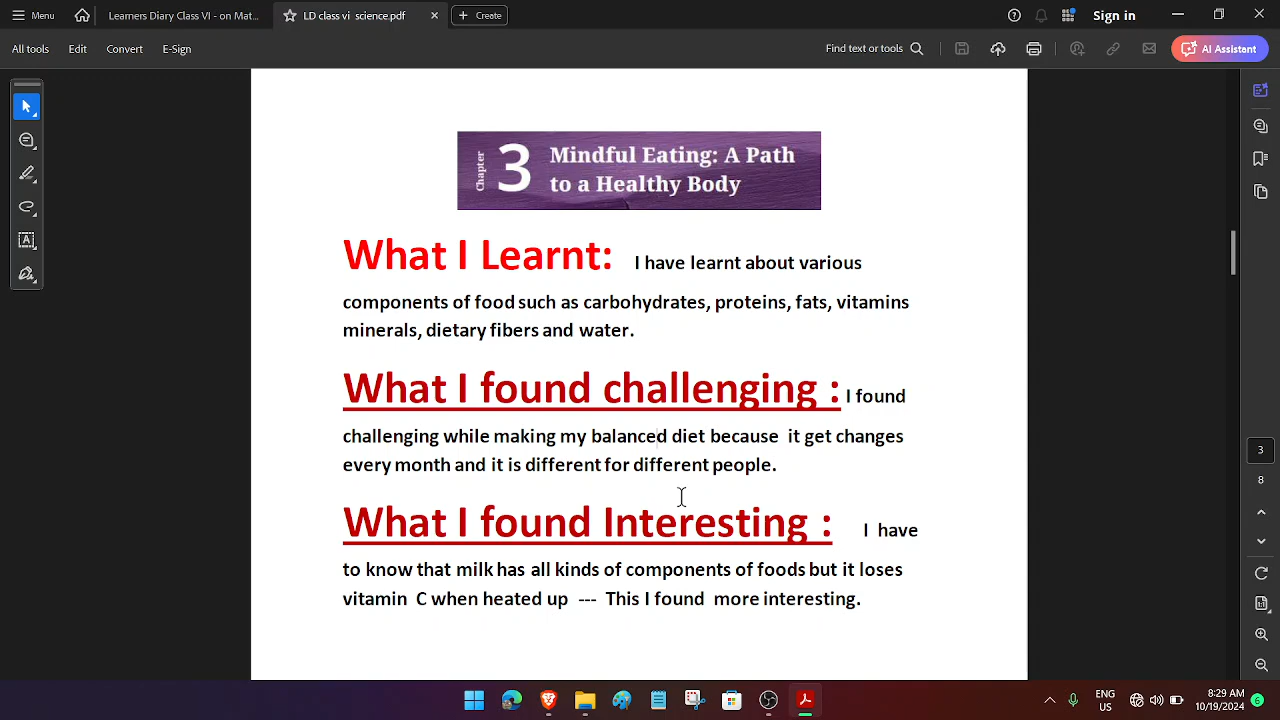 Menu
Learners Diary Class VI - on Mat...
LD class vi science.pdf
Create
Sign in
All tools
Edit
Convert
E-Sign
Find text or tools
AI Assistant
Chapter 3 Mindful Eating: A Path
to a Healthy Body
What I Learnt: I have learnt about various
components of food such as carbohydrates, proteins, fats, vitamins
minerals, dietary fibers and water.
What I found challenging : I found
challenging while making my balanced diet because it get changes
every month and it is different for different people.
What I found Interesting : I have
to know that milk has all kinds of components of foods but it loses
vitamin C when heated up --- This I found more interesting.
3
8
ENG
US
8:29 AM
10/19/2024
6